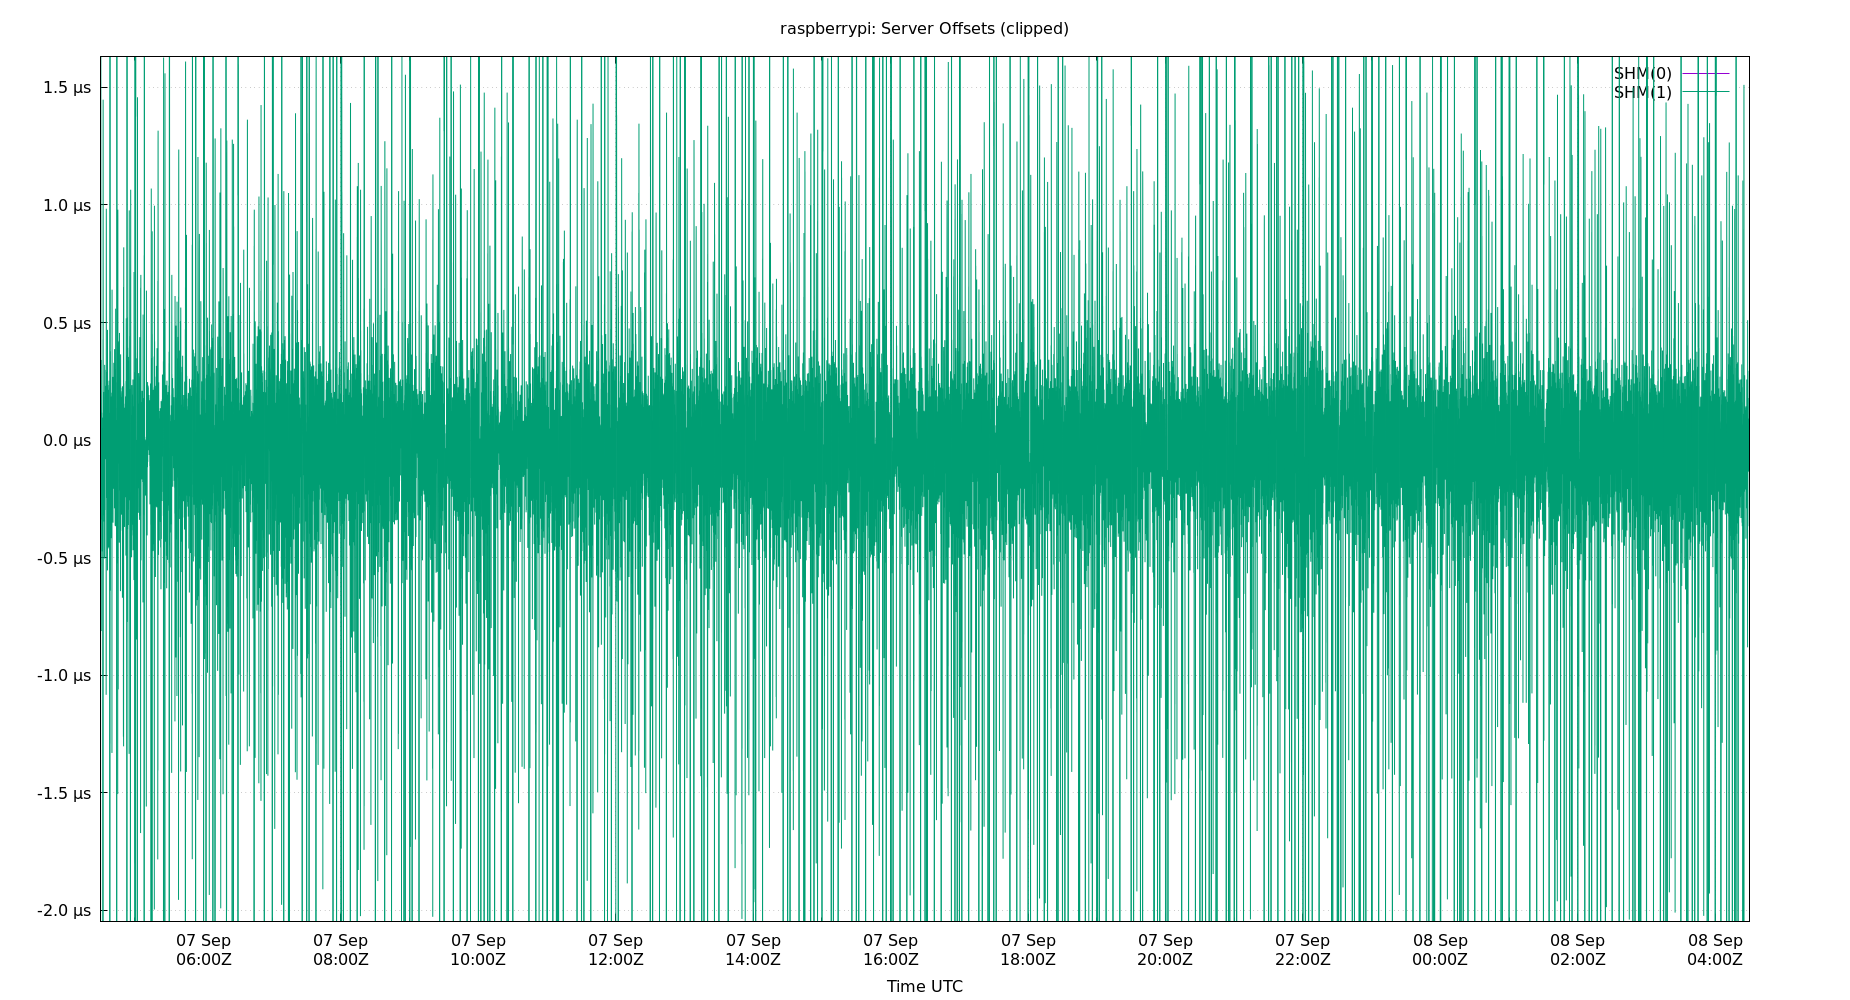 raspberrypi: Server Offsets (clipped)
SHM(0)
SHM(1)
1.5 µs
1.0 µs
0.5 µs
0.0 µs
-0.5 µs
-1.0 µs
-1.5 µs
-2.0 µs
07 Sep 07 Sep 07 Sep 07 Sep 07 Sep 07 Sep 07 Sep 07 Sep 07 Sep 08 Sep 08 Sep 08 Sep
06:00Z 08:00Z 10:00Z 12:00Z 14:00Z 16:00Z 18:00Z 20:00Z 22:00Z 00:00Z 02:00Z 04:00Z
Time UTC